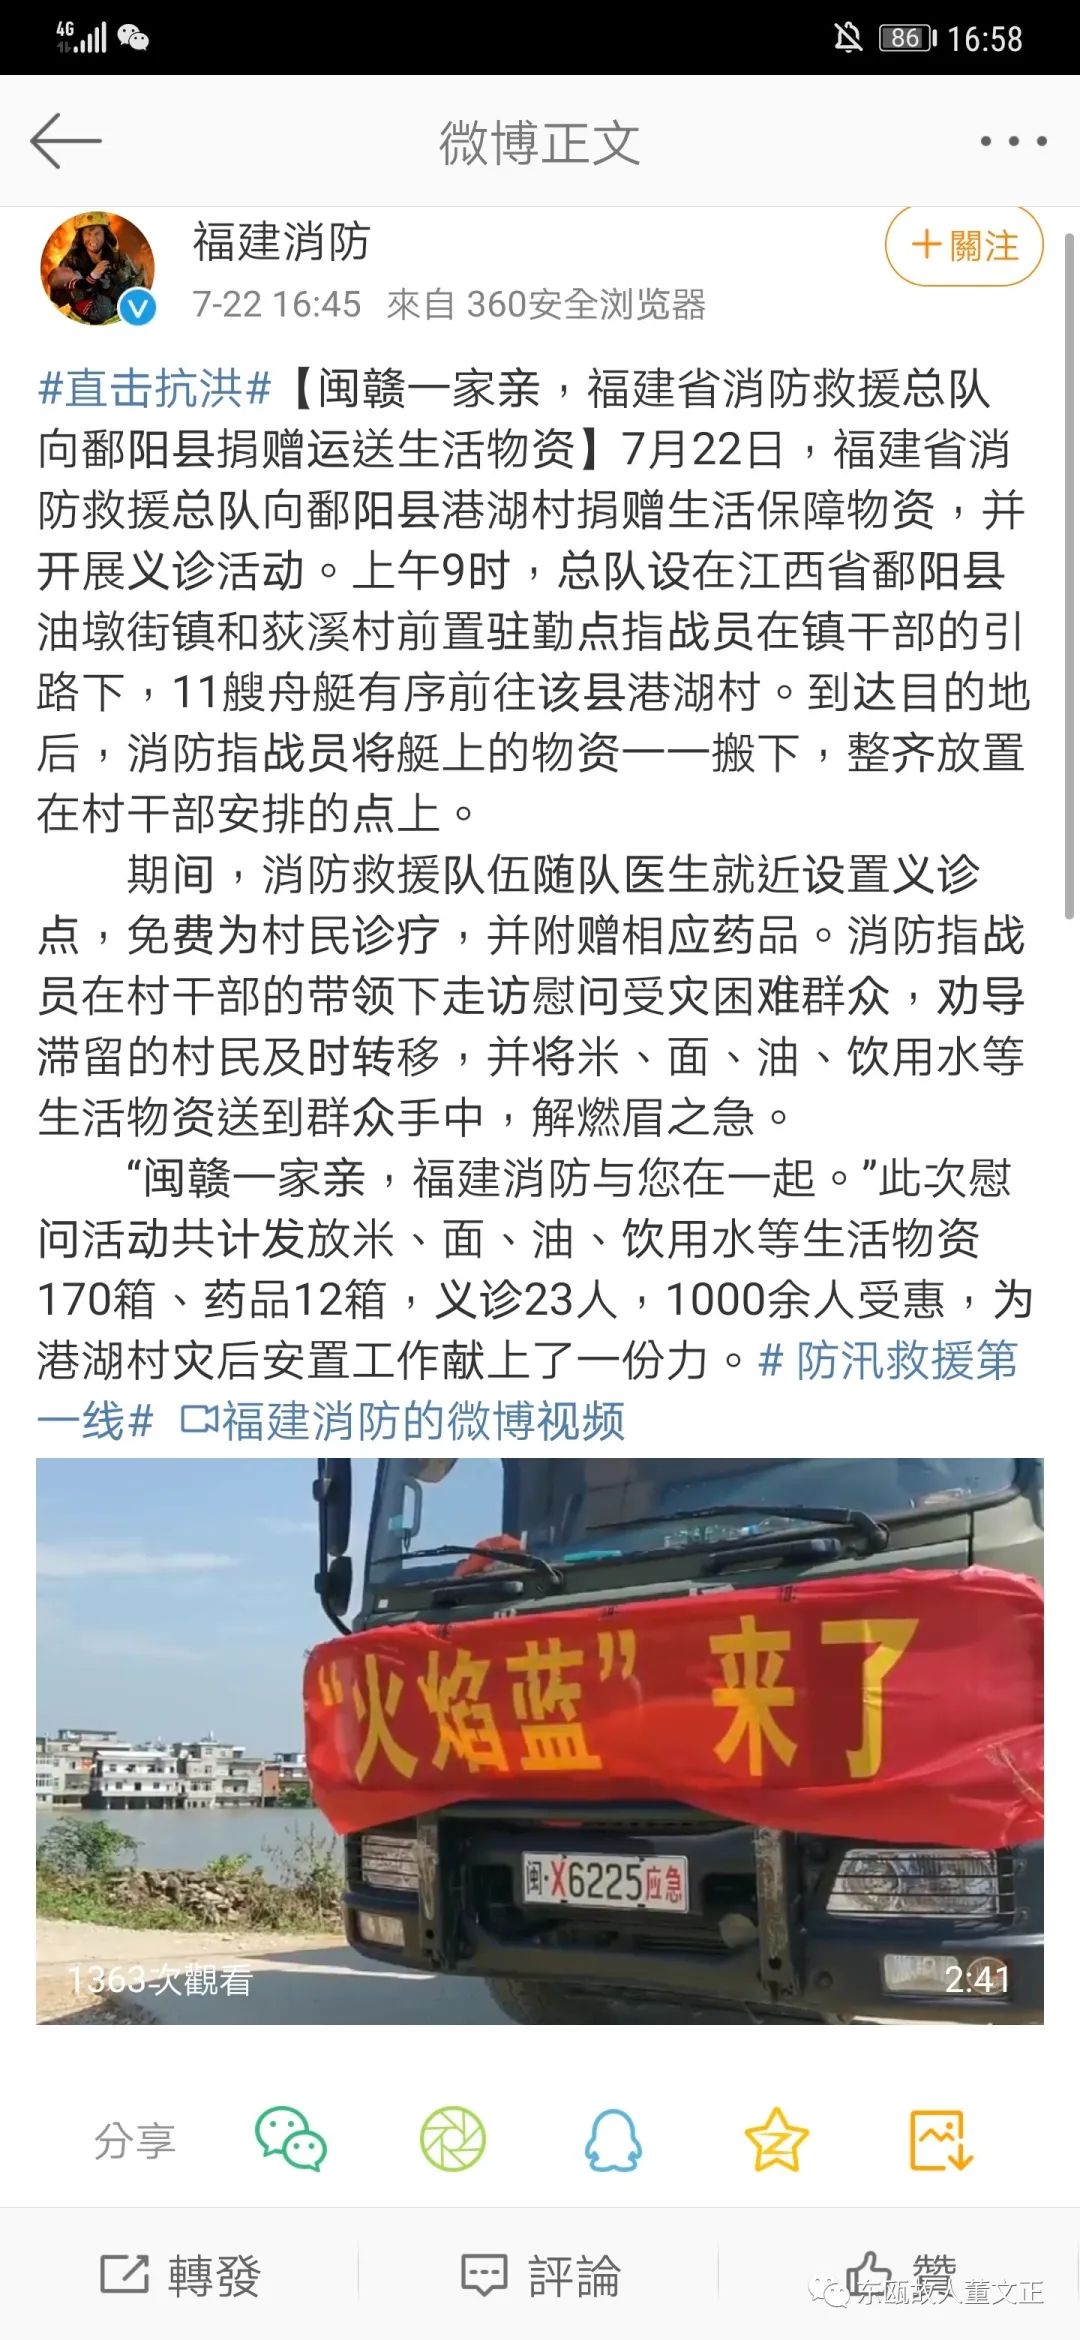 4G 86 16:58
微博正文
福建消防
+關注
7-22 16:45 來自 360安全浏览器
#直击抗洪#【闽赣一家亲，福建省消防救援总队
向鄱阳县捐赠运送生活物资】7月22日，福建省消
防救援总队向鄱阳县港湖村捐赠生活保障物资，并
开展义诊活动。上午9时，总队设在江西省鄱阳县
油墩街镇和荻溪村前置驻勤点指战员在镇干部的引
路下，11艘舟艇有序前往该县港湖村。到达目的地
后，消防指战员将艇上的物资一一搬下，整齐放置
在村干部安排的点上。
期间，消防救援队伍随队医生就近设置义诊
点，免费为村民诊疗，并附赠相应药品。消防指战
员在村干部的带领下走访慰问受灾困难群众，劝导
滞留的村民及时转移，并将米、面、油、饮用水等
生活物资送到群众手中，解燃眉之急。
“闽赣一家亲，福建消防与您在一起。”此次慰
问活动共计发放米、面、油、饮用水等生活物资
170箱、药品12箱，义诊23人，1000余人受惠，为
港湖村灾后安置工作献上了一份力。# 防汛救援第
一线# 福建消防的微博视频
“火焰蓝”来了
闽·X6225应急
1363次觀看 2:41
分享
轉發 評論 贊
东瓯故人董文正